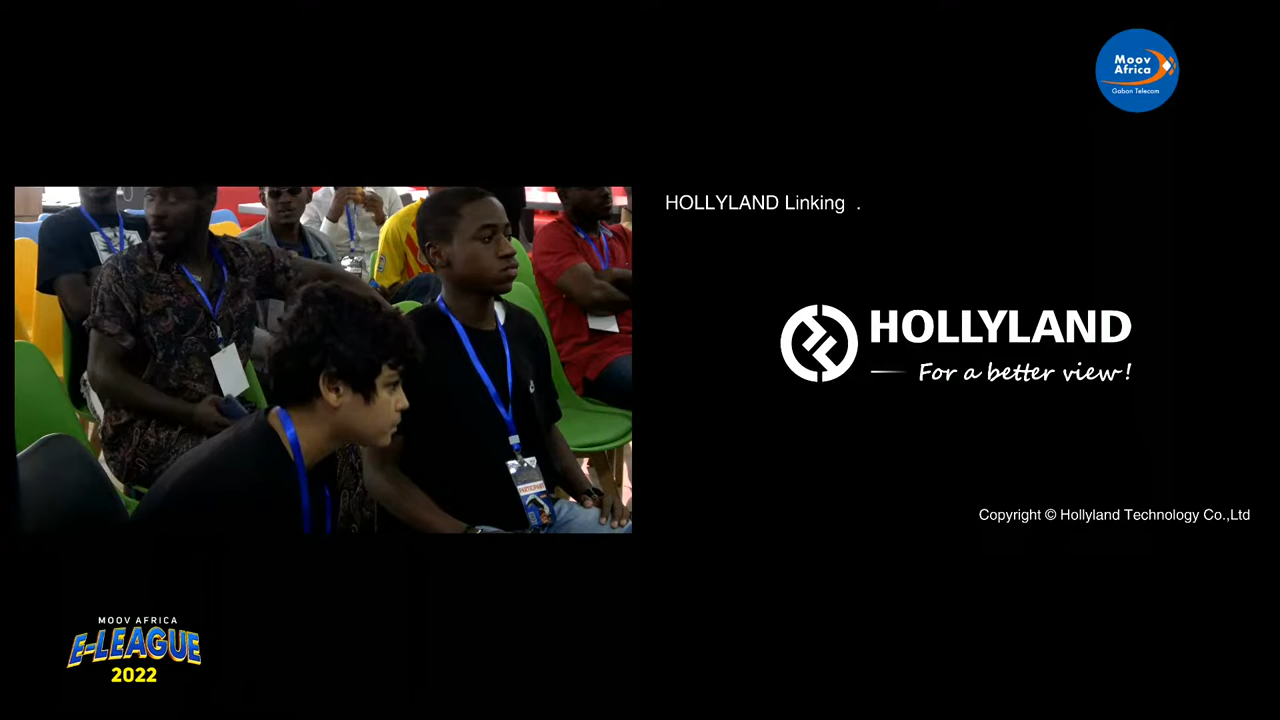 Moov
Africa
Gabon Telecom
HOLLYLAND Linking .
HOLLYLAND
For a better view!
PARTICIPANT
Copyright © Hollyland Technology Co.,Ltd
MOOV AFRICA
E-LEAGUE
2022